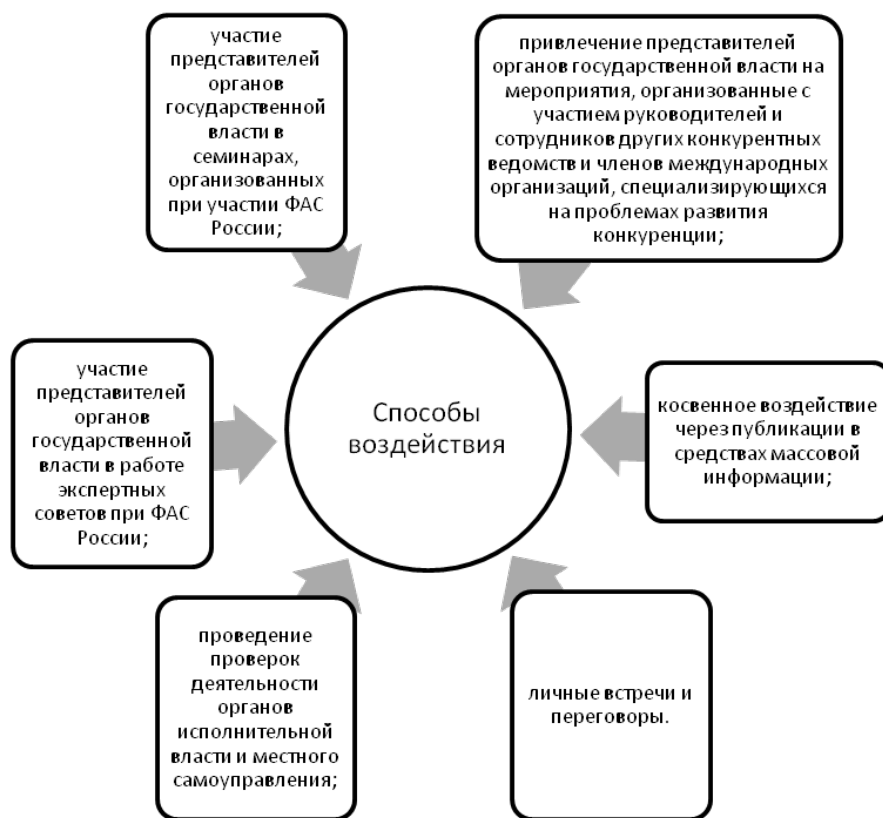 участие
представителей
органов
государственной
власти в
семинарах,
организованных
при участии ФАС
России;
привлечение представителей
органов государственной власти на
мероприятия, организованные с
участием руководителей и
сотрудников других конкурентных
ведомств и членов международных
организаций, специализирующихся
на проблемах развития
конкуренции;
участие
представителей
органов
государственной
власти в работе
экспертных
советов при ФАС
России;
Способы
воздействия
косвенное воздействие
через публикации в
средствах массовой
информации;
проведение
проверок
деятельности
органов
исполнительной
власти и местного
самоуправления;
личные встречи и
переговоры.